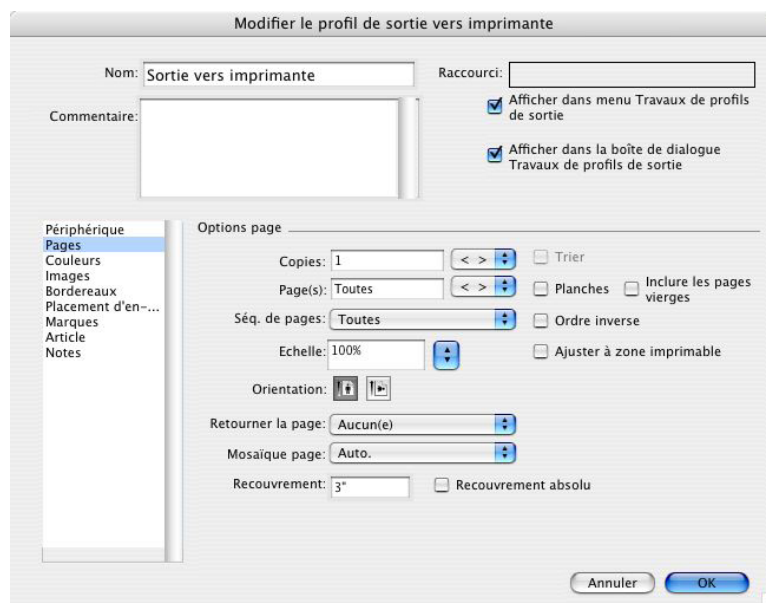 Modifier le profil de sortie vers imprimante
Nom: Sortie vers imprimante
Raccourci:
Commentaire:
Afficher dans menu Travaux de profils
de sortie
Afficher dans la boîte de dialogue
Travaux de profils de sortie
Périphérique
Pages
Couleurs
Images
Bordereaux
Placement d'en-...
Marques
Article
Notes
Options page
Copies: 1 < > Trier
Page(s): Toutes < > Planches Inclure les pages
vierges
Séq. de pages: Toutes Ordre inverse
Echelle: 100% Ajuster à zone imprimable
Orientation:
Retourner la page: Aucun(e)
Mosaïque page: Auto.
Recouvrement: 3" Recouvrement absolu
Annuler OK